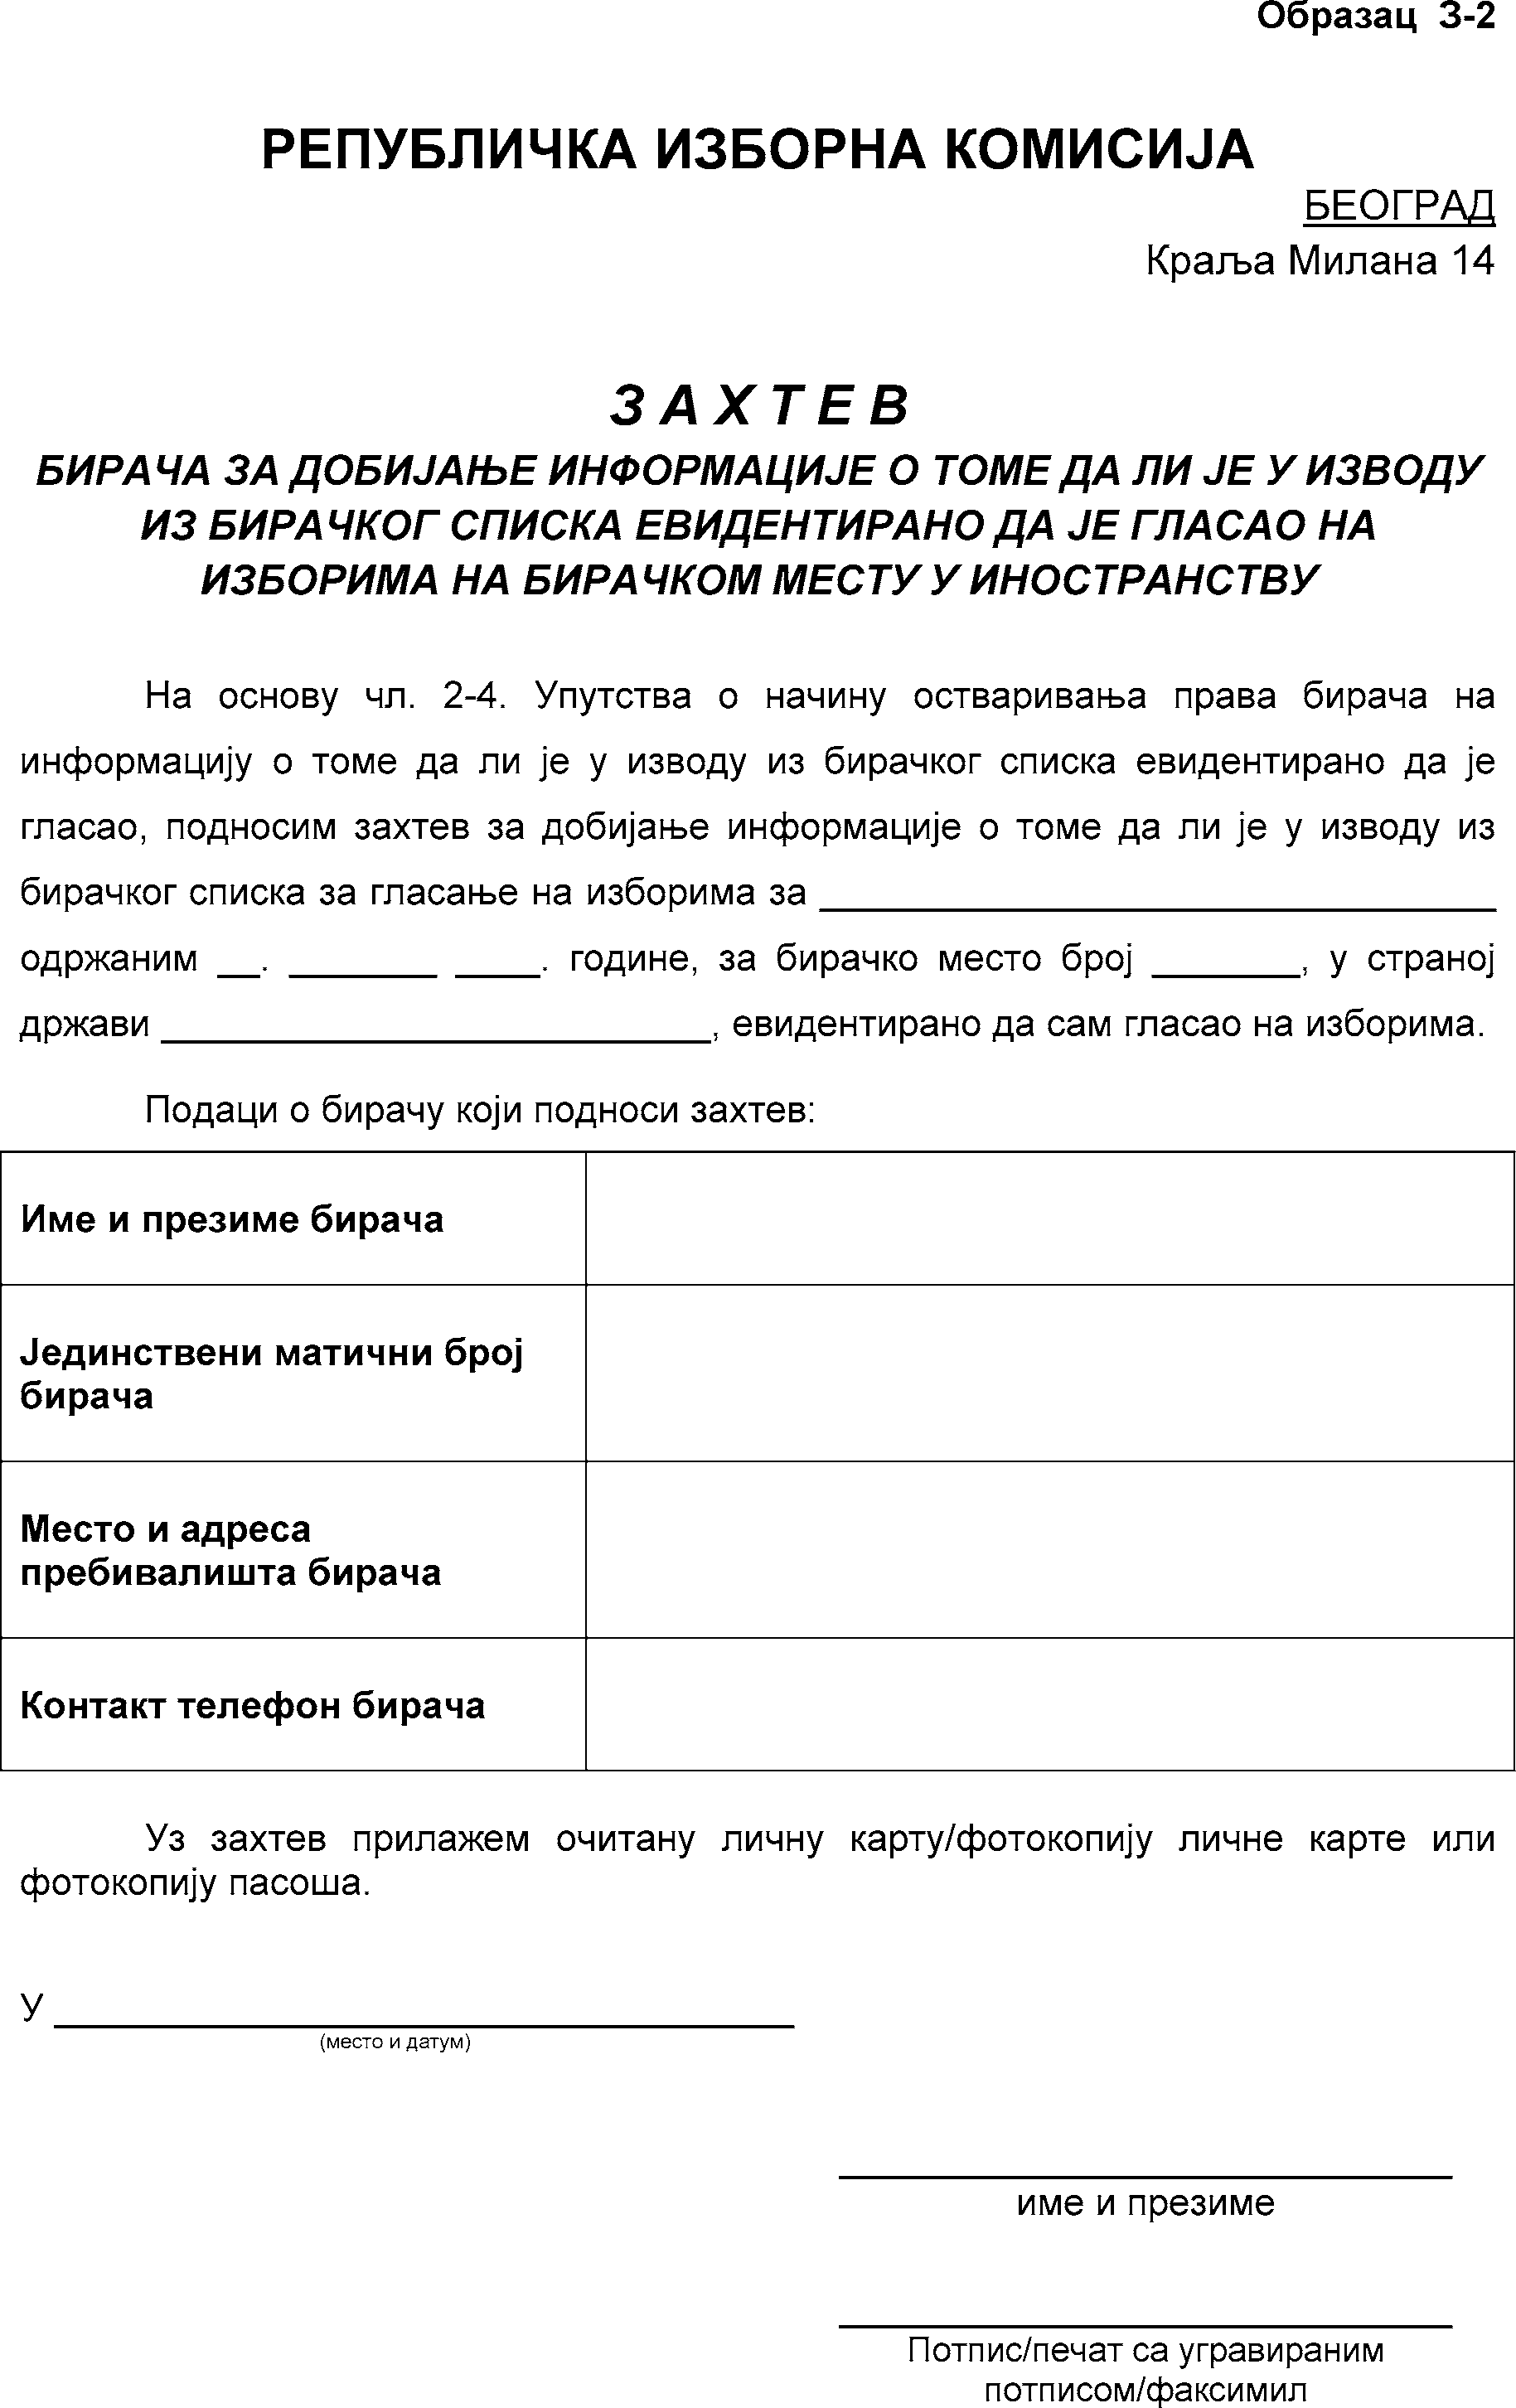 Образац З-2
РЕПУБЛИЧКА ИЗБОРНА КОМИСИЈА
БЕОГРАД
Краља Милана 14
З А Х Т Е В
БИРАЧА ЗА ДОБИЈАЊЕ ИНФОРМАЦИЈЕ О ТОМЕ ДА ЛИ ЈЕ У ИЗВОДУ
ИЗ БИРАЧКОГ СПИСКА ЕВИДЕНТИРАНО ДА ЈЕ ГЛАСАО НА
ИЗБОРИМА НА БИРАЧКОМ МЕСТУ У ИНОСТРАНСТВУ
На основу чл. 2-4. Упутства о начину остваривања права бирача на
информацију о томе да ли је у изводу из бирачког списка евидентирано да је
гласао, подносим захтев за добијање информације о томе да ли је у изводу из
бирачког списка за гласање на изборима за ________________________________
одржаним __. _______ ____. године, за бирачко место број _______, у страној
држави __________________________, евидентирано да сам гласао на изборима.
Подаци о бирачу који подноси захтев:
Име и презиме бирача
Јединствени матични број
бирача
Место и адреса
пребивалишта бирача
Контакт телефон бирача
Уз захтев прилажем очитану личну карту/фотокопију личне карте или
фотокопију пасоша.
У ___________________________________
(место и датум)
_____________________________
име и презиме
_____________________________
Потпис/печат са угравираним
потписом/факсимил